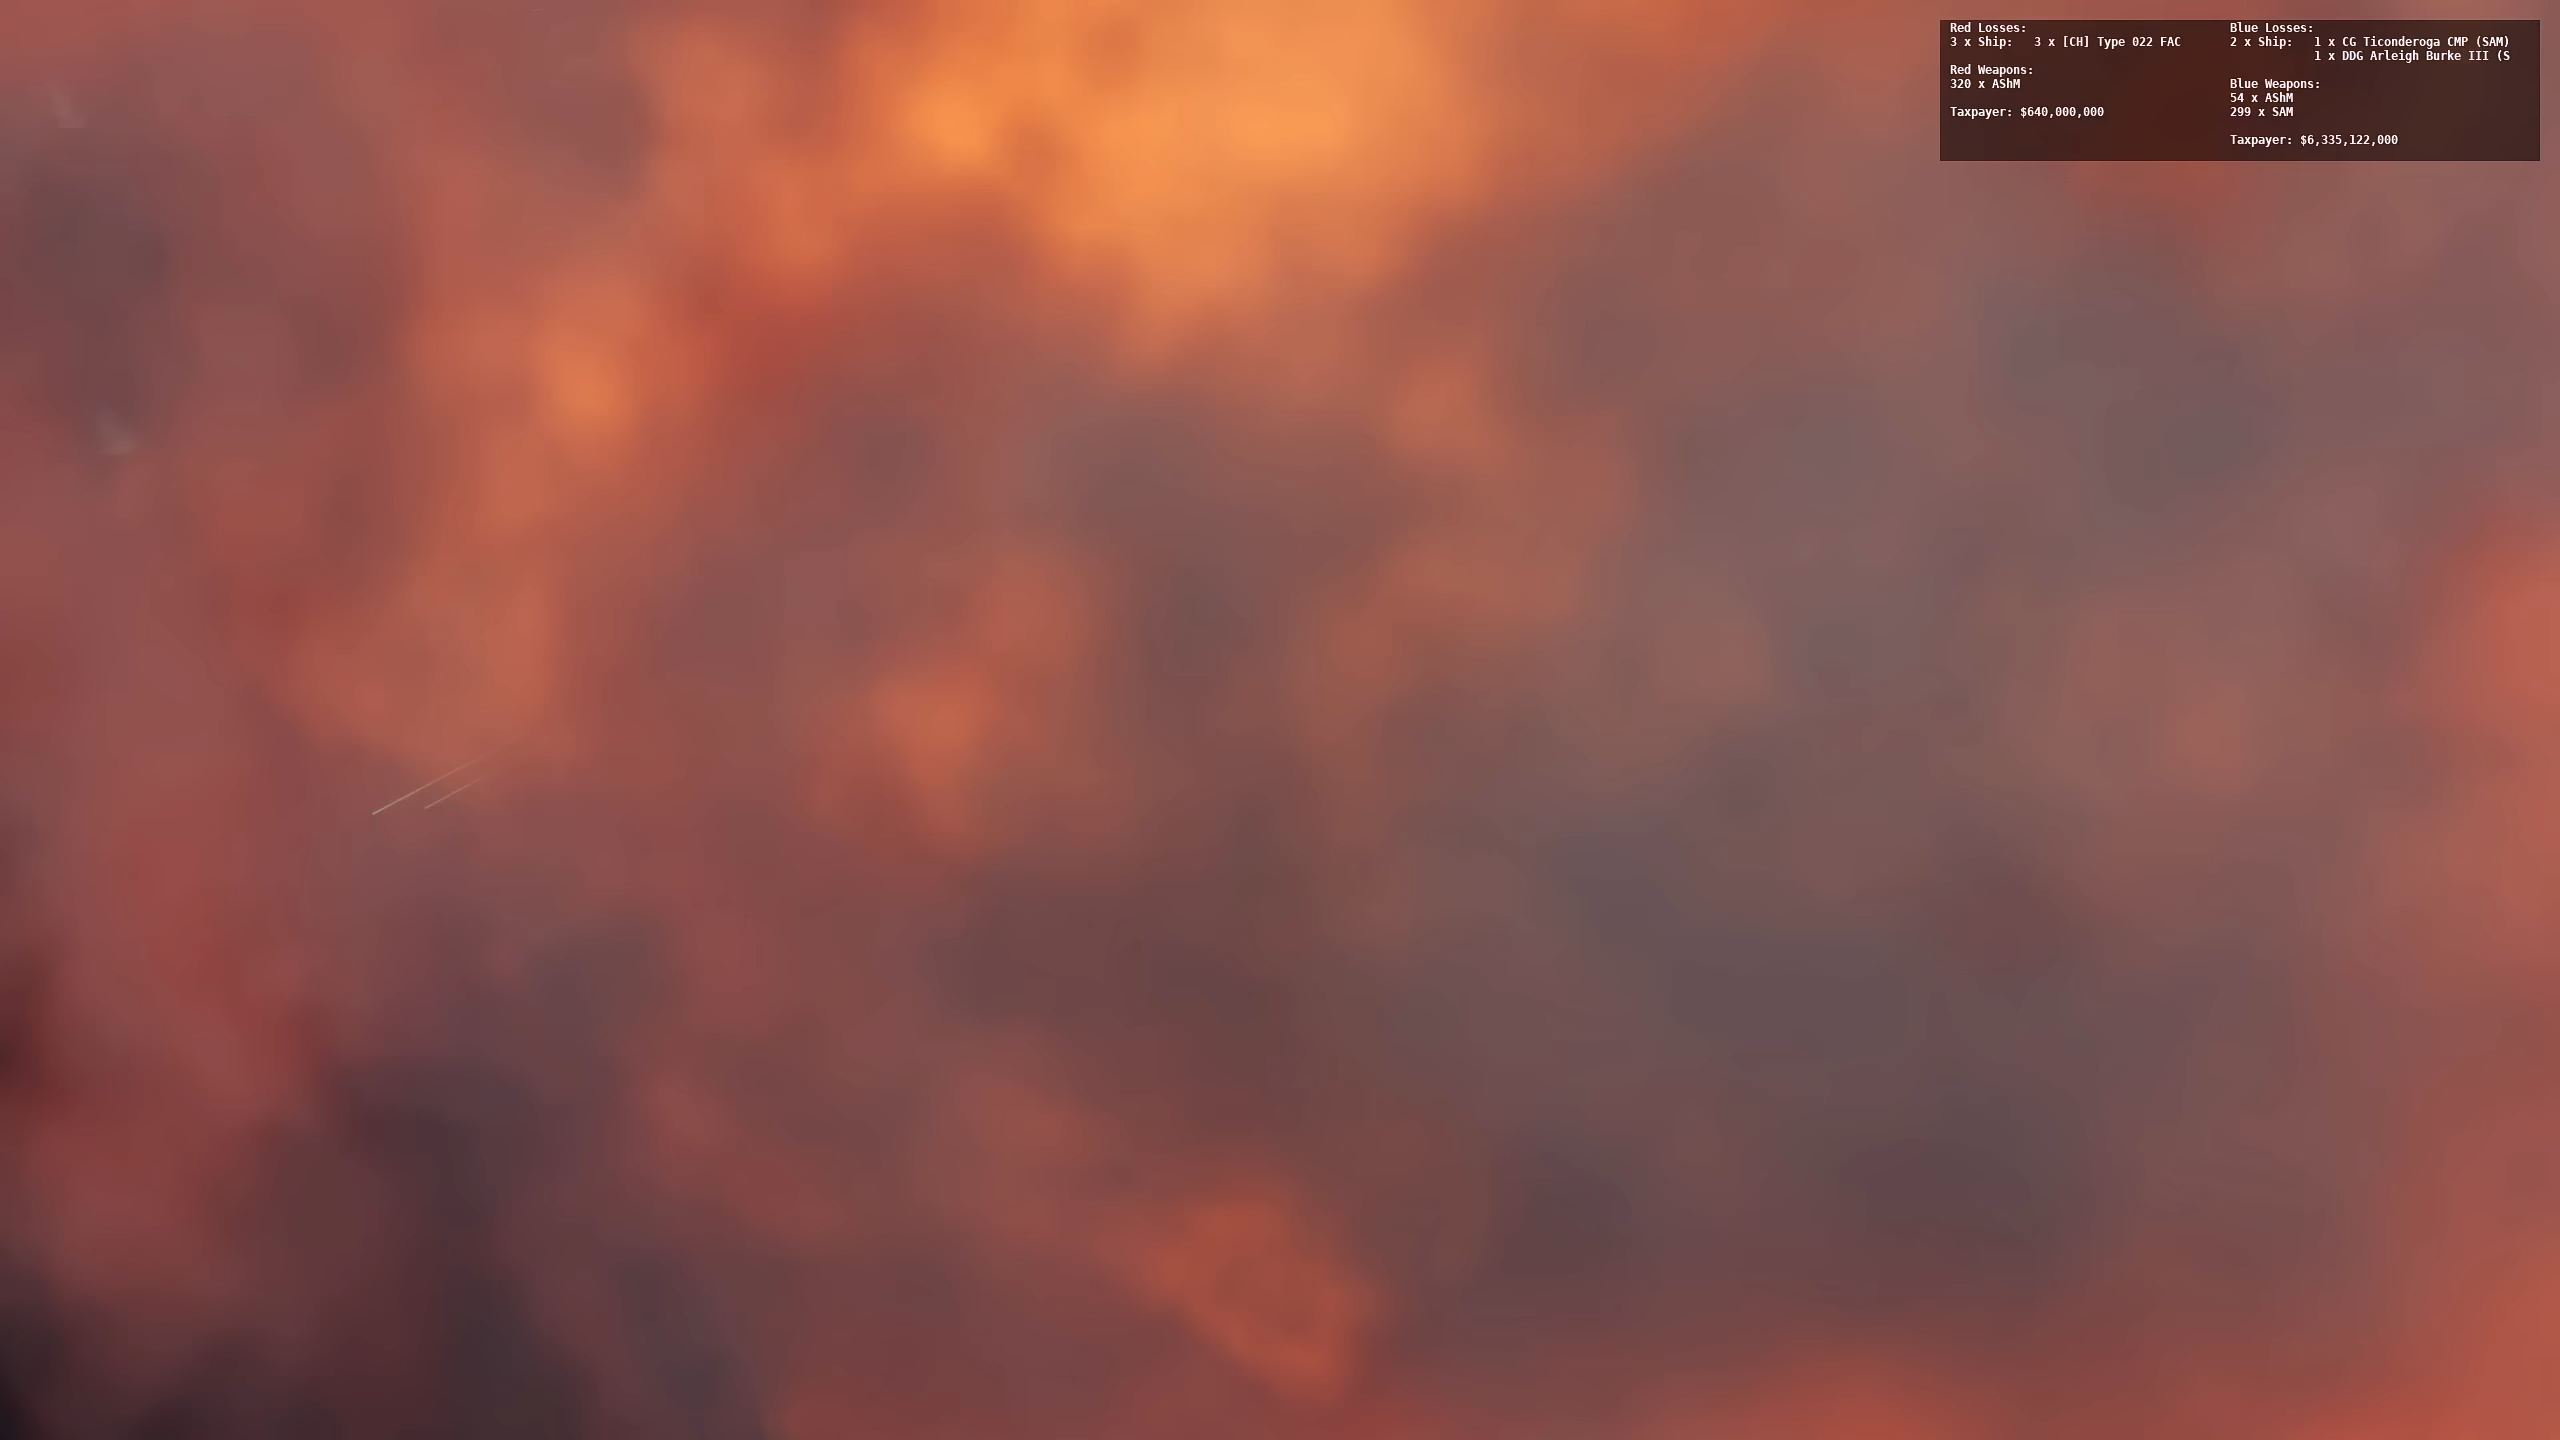 Red Losses:
3 x Ship:   3 x [CH] Type 022 FAC
Red Weapons:
320 x AShM
Taxpayer: $640,000,000
Blue Losses:
2 x Ship:   1 x CG Ticonderoga CMP (SAM)
1 x DDG Arleigh Burke III (S
Blue Weapons:
54 x AShM
299 x SAM
Taxpayer: $6,335,122,000